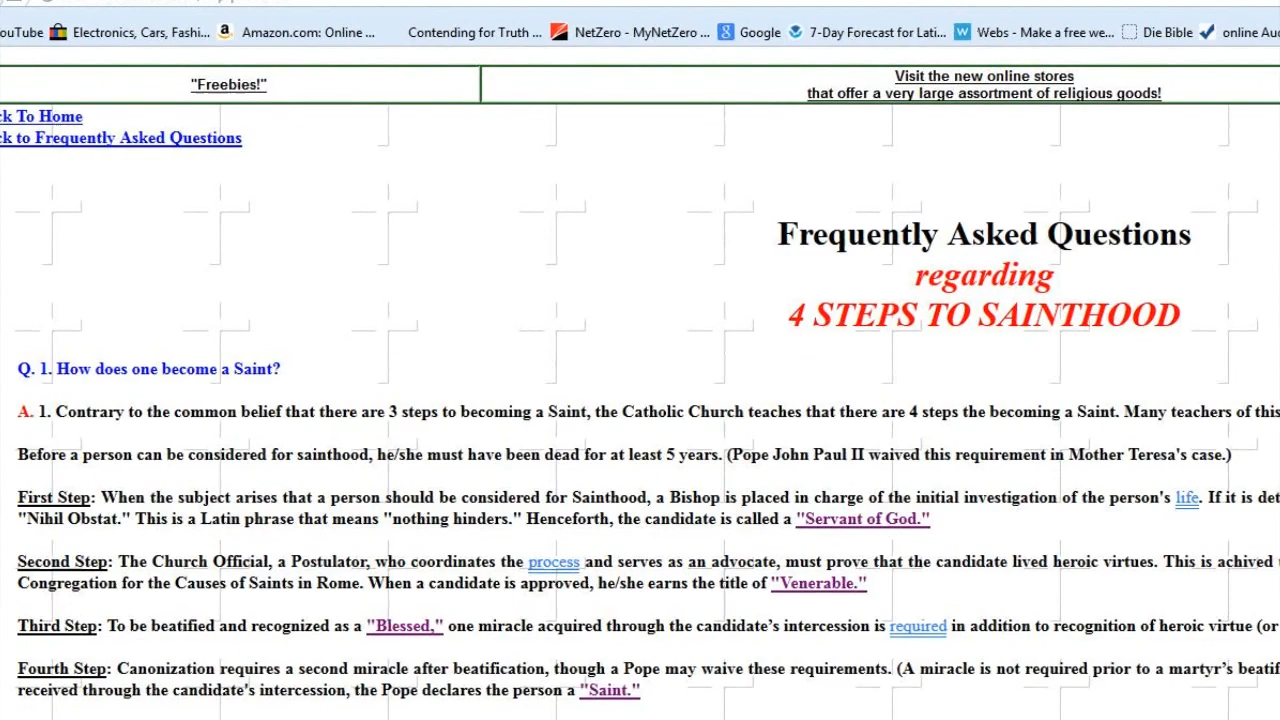 ouTube Electronics, Cars, Fashi... Amazon.com: Online ... Contending for Truth ... NetZero - MyNetZero ... Google 7-Day Forecast for Lati... Webs - Make a free we... Die Bible online Auc
"Freebies!"
Visit the new online stores
that offer a very large assortment of religious goods!
ck To Home
ck to Frequently Asked Questions
Frequently Asked Questions
regarding
4 STEPS TO SAINTHOOD
Q. 1. How does one become a Saint?
A. 1. Contrary to the common belief that there are 3 steps to becoming a Saint, the Catholic Church teaches that there are 4 steps the becoming a Saint. Many teachers of this
Before a person can be considered for sainthood, he/she must have been dead for at least 5 years. (Pope John Paul II waived this requirement in Mother Teresa's case.)
First Step: When the subject arises that a person should be considered for Sainthood, a Bishop is placed in charge of the initial investigation of the person's life. If it is det
"Nihil Obstat." This is a Latin phrase that means "nothing hinders." Henceforth, the candidate is called a "Servant of God."
Second Step: The Church Official, a Postulator, who coordinates the process and serves as an advocate, must prove that the candidate lived heroic virtues. This is achived
Congregation for the Causes of Saints in Rome. When a candidate is approved, he/she earns the title of "Venerable."
Third Step: To be beatified and recognized as a "Blessed," one miracle acquired through the candidate’s intercession is required in addition to recognition of heroic virtue (or
Fourth Step: Canonization requires a second miracle after beatification, though a Pope may waive these requirements. (A miracle is not required prior to a martyr’s beatif
received through the candidate's intercession, the Pope declares the person a "Saint."